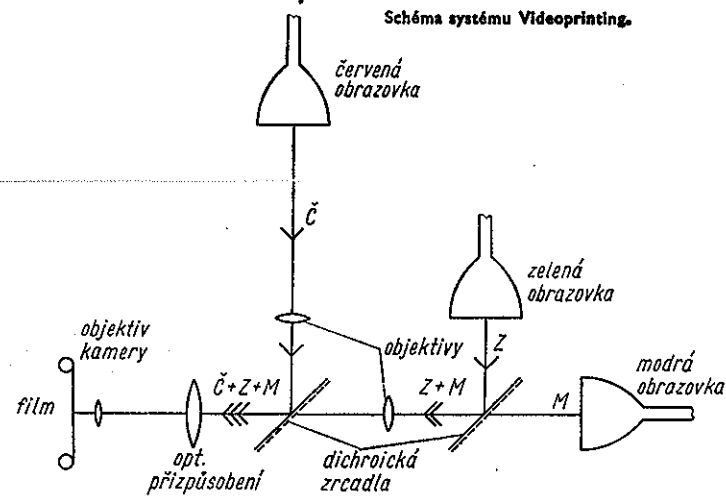 Schéma systému Videoprinting.
červená
obrazovka
Č
zelená
obrazovka
Z
objektiv
kamery
objektivy
modrá
obrazovka
film
Č+Z+M
Z+M
M
opt.
přizpůsobení
dichroická
zrcadla